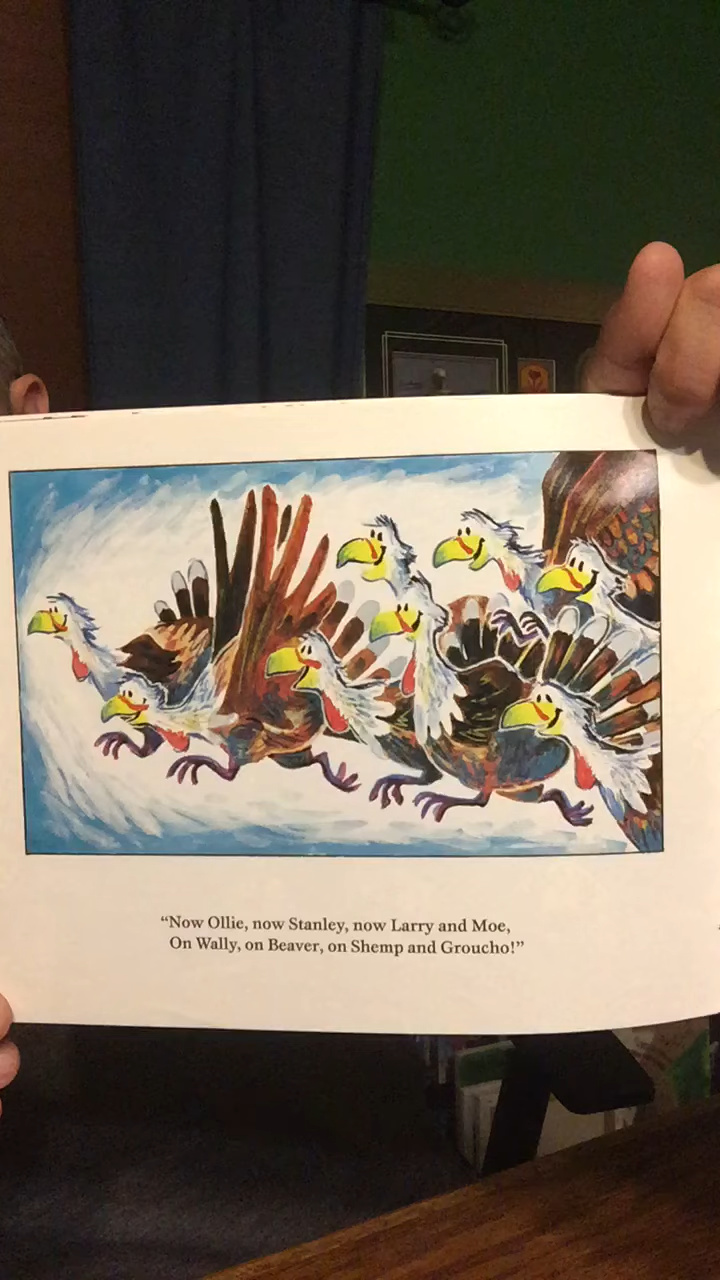 “Now Ollie, now Stanley, now Larry and Moe,
On Wally, on Beaver, on Shemp and Groucho!”